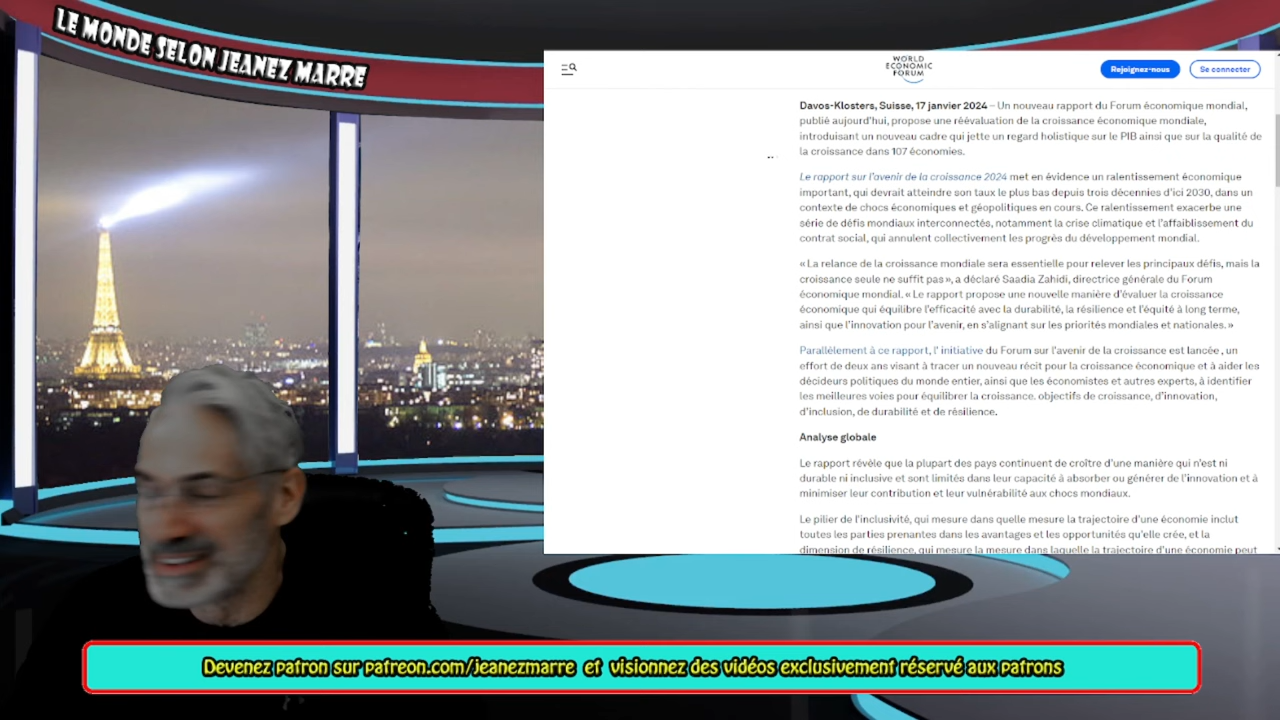 LE MONDE SELON JEANEZ MARRE
WORLD
ECONOMIC
FORUM
Rejoignez-nous
Se connecter
Davos-Klosters, Suisse, 17 janvier 2024 – Un nouveau rapport du Forum économique mondial,
publié aujourd'hui, propose une réévaluation de la croissance économique mondiale,
introduisant un nouveau cadre qui jette un regard holistique sur le PIB ainsi que sur la qualité de
la croissance dans 107 économies.
Le rapport sur l'avenir de la croissance 2024 met en évidence un ralentissement économique
important, qui devrait atteindre son taux le plus bas depuis trois décennies d'ici 2030, dans un
contexte de chocs économiques et géopolitiques en cours. Ce ralentissement exacerbe une
série de défis mondiaux interconnectés, notamment la crise climatique et l'affaiblissement du
contrat social, qui annulent collectivement les progrès du développement mondial.
« La relance de la croissance mondiale sera essentielle pour relever les principaux défis, mais la
croissance seule ne suffit pas », a déclaré Saadia Zahidi, directrice générale du Forum
économique mondial. « Le rapport propose une nouvelle manière d'évaluer la croissance
économique qui équilibre l'efficacité avec la durabilité, la résilience et l'équité à long terme,
ainsi que l'innovation pour l'avenir, en s'alignant sur les priorités mondiales et nationales. »
Parallèlement à ce rapport, l' initiative du Forum sur l'avenir de la croissance est lancée , un
effort de deux ans visant à tracer un nouveau récit pour la croissance économique et à aider les
décideurs politiques du monde entier, ainsi que les économistes et autres experts, à identifier
les meilleures voies pour équilibrer la croissance. objectifs de croissance, d'innovation,
d'inclusion, de durabilité et de résilience.
Analyse globale
Le rapport révèle que la plupart des pays continuent de croître d'une manière qui n'est ni
durable ni inclusive et sont limités dans leur capacité à absorber ou générer de l'innovation et à
minimiser leur contribution et leur vulnérabilité aux chocs mondiaux.
Le pilier de l'inclusivité, qui mesure dans quelle mesure la trajectoire d'une économie inclut
toutes les parties prenantes dans les avantages et les opportunités qu'elle crée, et la
dimension de résilience, qui mesure la mesure dans laquelle la trajectoire d'une économie peut
Devenez patron sur patreon.com/jeanezmarre et visionnez des vidéos exclusivement réservé aux patrons